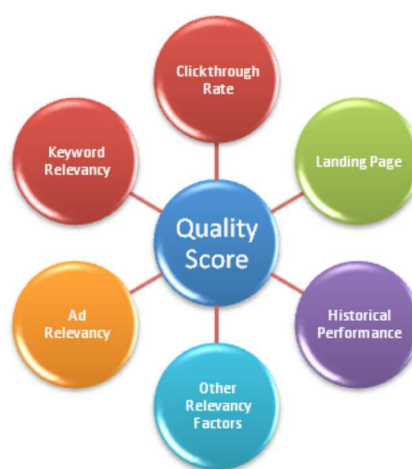 Clickthrough
Rate
Keyword
Relevancy
Landing Page
Quality
Score
Ad
Relevancy
Historical
Performance
Other
Relevancy
Factors